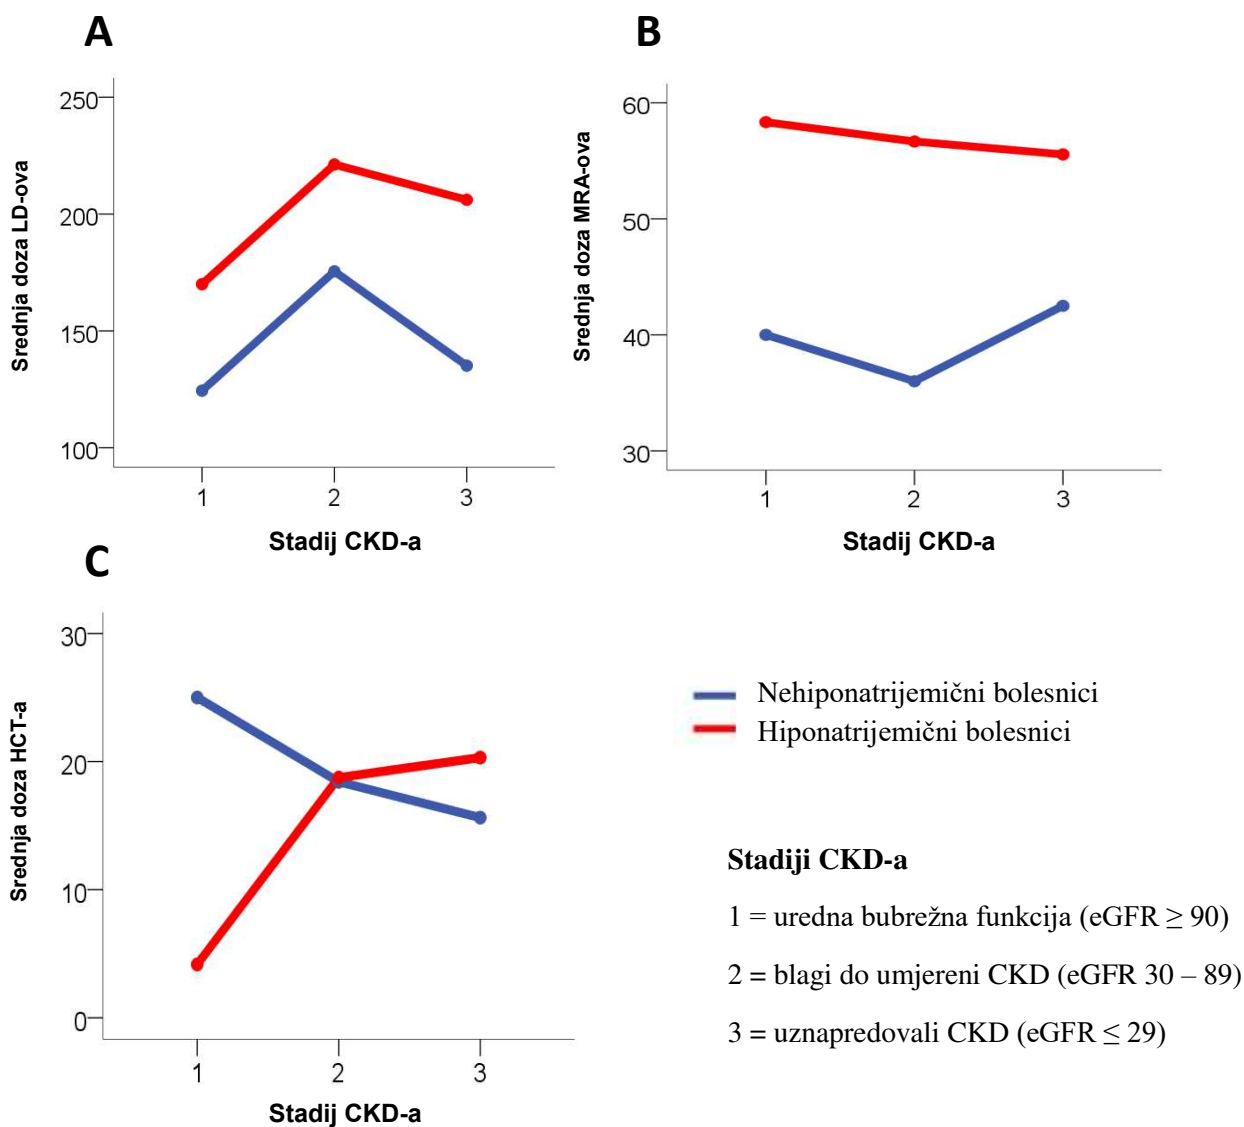 A
250
200
150
100
Srednja doza LD-ova
1 2 3
Stadij CKD-a
B
60
50
40
30
Srednja doza MRA-ova
1 2 3
Stadij CKD-a
C
30
20
10
0
Srednja doza HCT-a
1 2 3
Stadij CKD-a
Nehiponatrijemični bolesnici
Hiponatrijemični bolesnici
Stadiji CKD-a
1 = uredna bubrežna funkcija (eGFR ≥ 90)
2 = blagi do umjereni CKD (eGFR 30 – 89)
3 = uznapredovali CKD (eGFR ≤ 29)